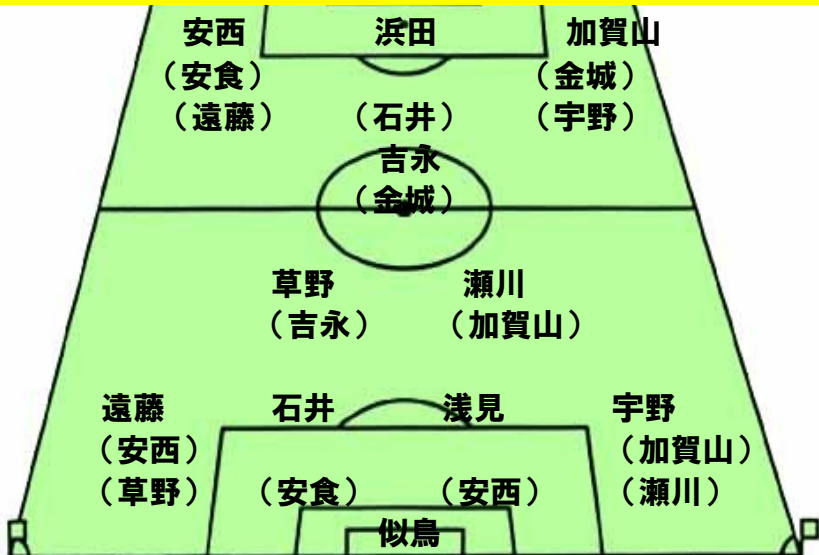 安西 浜田 加賀山
（安食） （金城）
（遠藤） （石井） （宇野）
吉永
（金城）
草野 瀬川
（吉永） （加賀山）
遠藤 石井 浅見 宇野
（安西） （加賀山）
（草野） （安食） （安西） （瀬川）
似鳥